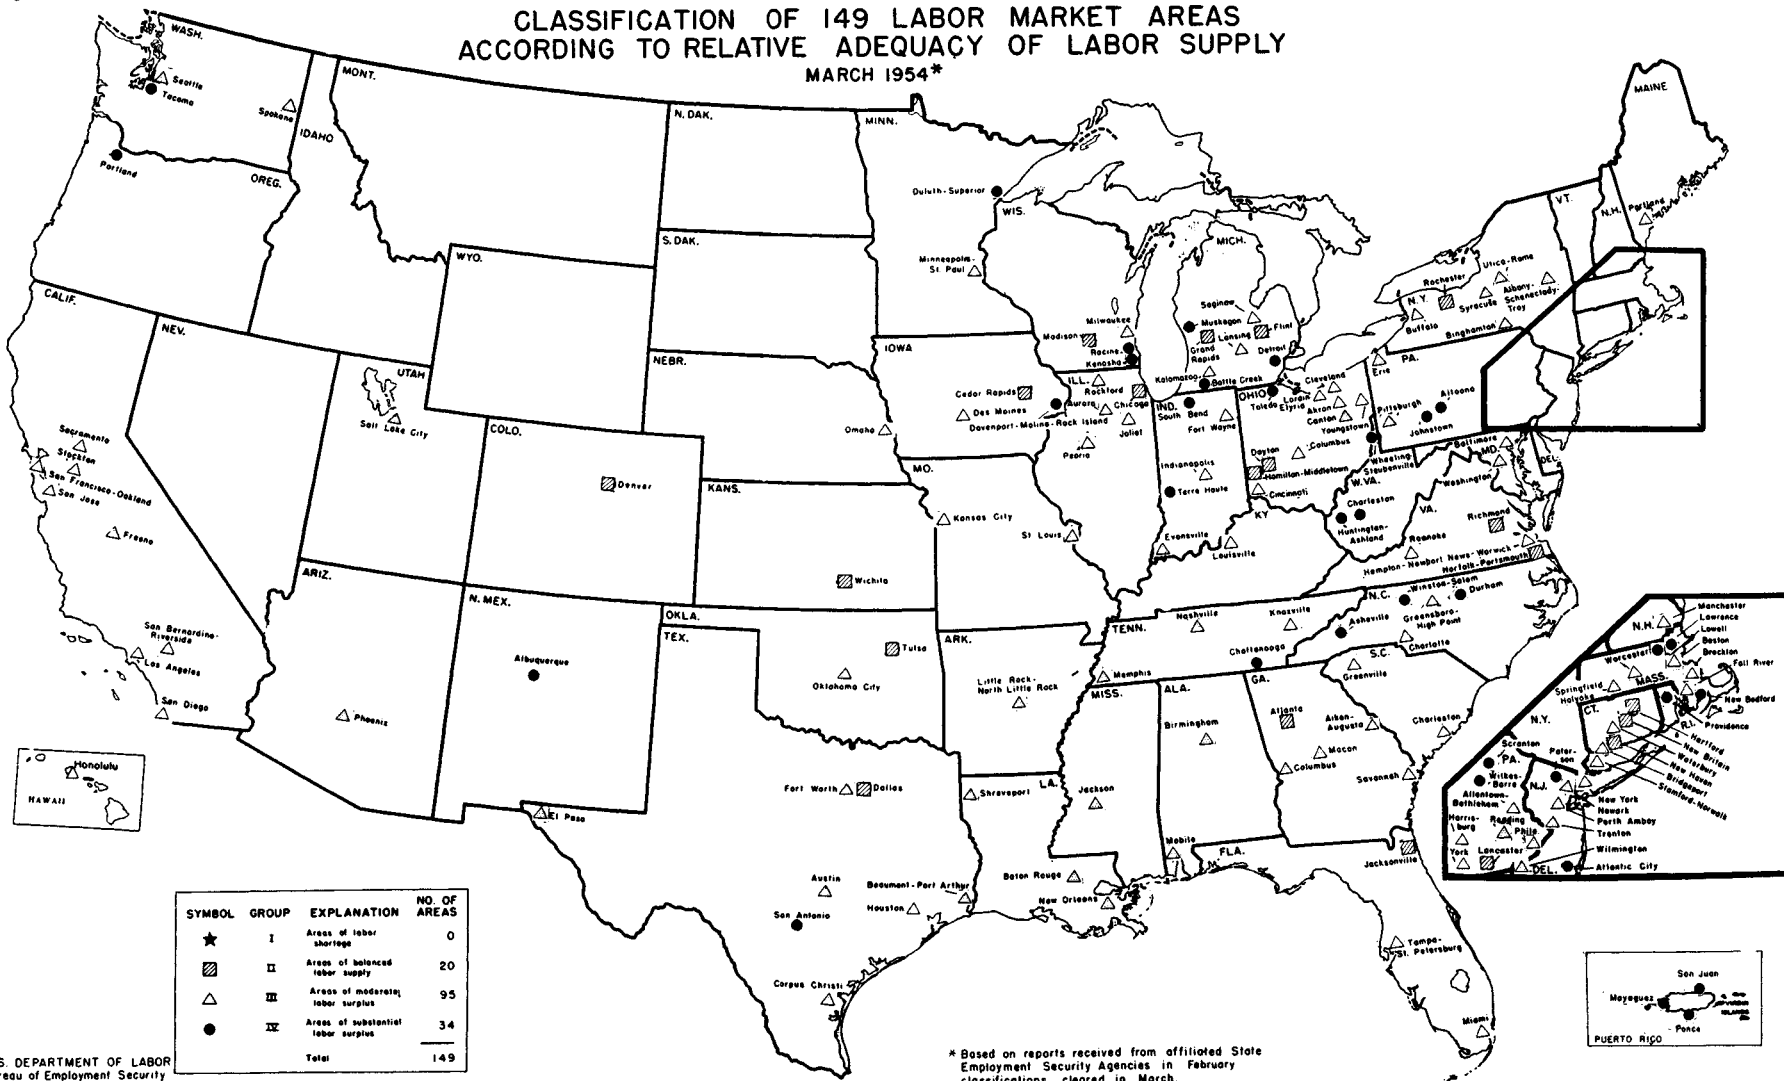 CLASSIFICATION OF 149 LABOR MARKET AREAS
ACCORDING TO RELATIVE ADEQUACY OF LABOR SUPPLY
MARCH 1954*
WASH.
Seattle
Tacoma
Spokane
MONT.
IDAHO
Portland
OREG.
N. DAK.
MINN.
Duluth-Superior
WIS.
S. DAK.
WYO.
Minneapolis-
St. Paul
MICH.
MAINE
VT.
N.H.
Portland
Utica-Rome
Rochester
N.Y.
Syracuse
Albany-
Schenectady-
Troy
Buffalo
Binghamton
CALIF.
NEV.
UTAH
Salt Lake City
NEBR.
IOWA
Saginaw
Muskegon
Lansing
Flint
Grand
Rapids
Detroit
Kalamazoo
Battle Creek
Milwaukee
Madison
Racine
Kenosha
ILL.
Rockford
Cedar Rapids
Aurora
Chicago
Des Moines
Davenport-Moline-Rock Island
Joliet
Omaha
Peoria
IND.
South Bend
Fort Wayne
OHIO
Toledo
Lorain
Elyria
Cleveland
Akron
Canton
Youngstown
Columbus
Erie
PA.
Pittsburgh
Altoona
Johnstown
Baltimore
MD.
DEL.
Wheeling-
Steubenville
Washington
Dayton
Hamilton-Middletown
Cincinnati
Indianapolis
Terre Haute
W. VA.
Charleston
Huntington-
Ashland
VA.
Richmond
Roanoke
Hampton-Newport News-Warwick
Norfolk-Portsmouth
Sacramento
Stockton
San Francisco-Oakland
San Jose
Fresno
COLO.
Denver
KANS.
MO.
Kansas City
St Louis
Evansville
Louisville
KY
Wichita
ARIZ.
N. MEX.
OKLA.
TEX.
Tulsa
Oklahoma City
ARK.
Little Rock-
North Little Rock
TENN.
Nashville
Knoxville
Chattanooga
Memphis
N.C.
Winston-Salem
Durham
Asheville
Greensboro-
High Point
Charlotte
S.C.
Greenville
San Bernardino-
Riverside
Los Angeles
San Diego
Phoenix
Albuquerque
MISS.
ALA.
GA.
Birmingham
Atlanta
Aiken-
Augusta
Charleston
Macon
Columbus
Savannah
Fort Worth
Dallas
Shreveport
LA.
Jackson
El Paso
Mobile
FLA.
Jacksonville
Baton Rouge
New Orleans
Austin
Beaumont-Port Arthur
Houston
San Antonio
Corpus Christi
Tampa-
St. Petersburg
Miami
Honolulu
HAWAII
N.H.
Manchester
Lawrence
Lowell
Boston
Brockton
Worcester
Fall River
MASS.
Springfield
Holyoke
New Bedford
CT.
R.I.
Providence
N.Y.
Hartford
New Britain
Waterbury
New Haven
Bridgeport
Stamford-Norwalk
Scranton
PA.
Pater-
son
Wilkes-
Barre
N.J.
Allentown-
Bethlehem
New York
Newark
Perth Amboy
Harris-
burg
Reading
Phila.
Trenton
York
Lancaster
Wilmington
DEL.
Atlantic City
San Juan
Mayaguez
VIRGIN
ISLANDS
Ponce
PUERTO RICO
SYMBOL GROUP EXPLANATION NO. OF AREAS
I Areas of labor shortage 0
II Areas of balanced labor supply 20
III Areas of moderate labor surplus 95
IV Areas of substantial labor surplus 34
Total 149
S. DEPARTMENT OF LABOR
reau of Employment Security
* Based on reports received from affiliated State
Employment Security Agencies in February
classifications cleared in March.